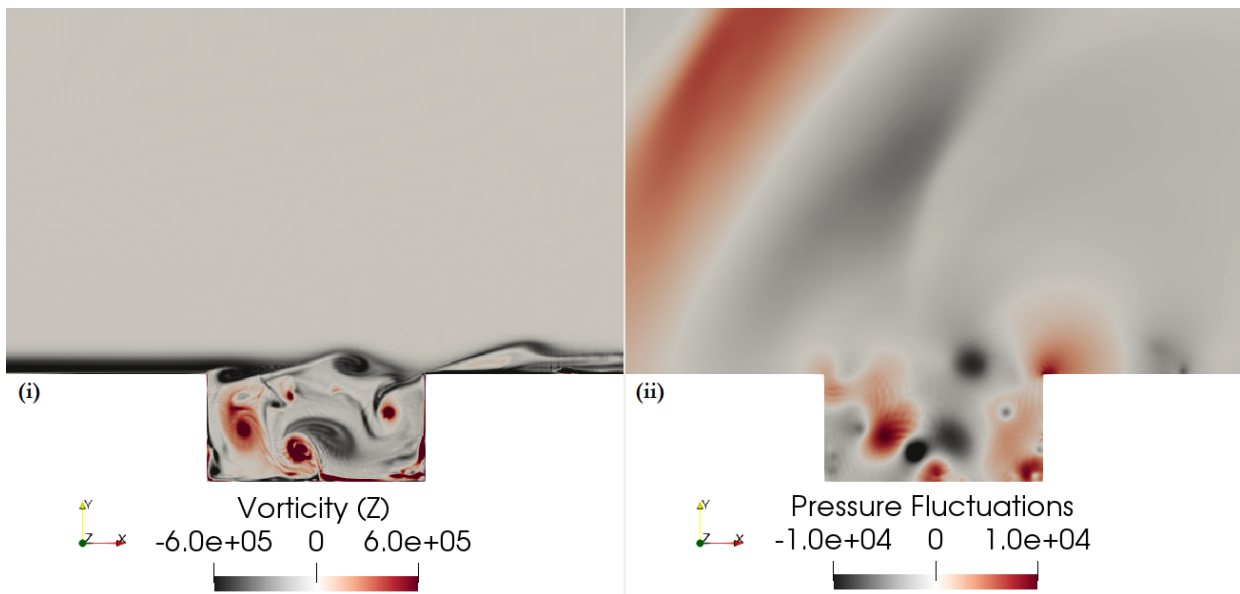 (i)
(ii)
Y
Z
X
Vorticity (Z)
-6.0e+05 0 6.0e+05
Y
Z
X
Pressure Fluctuations
-1.0e+04 0 1.0e+04